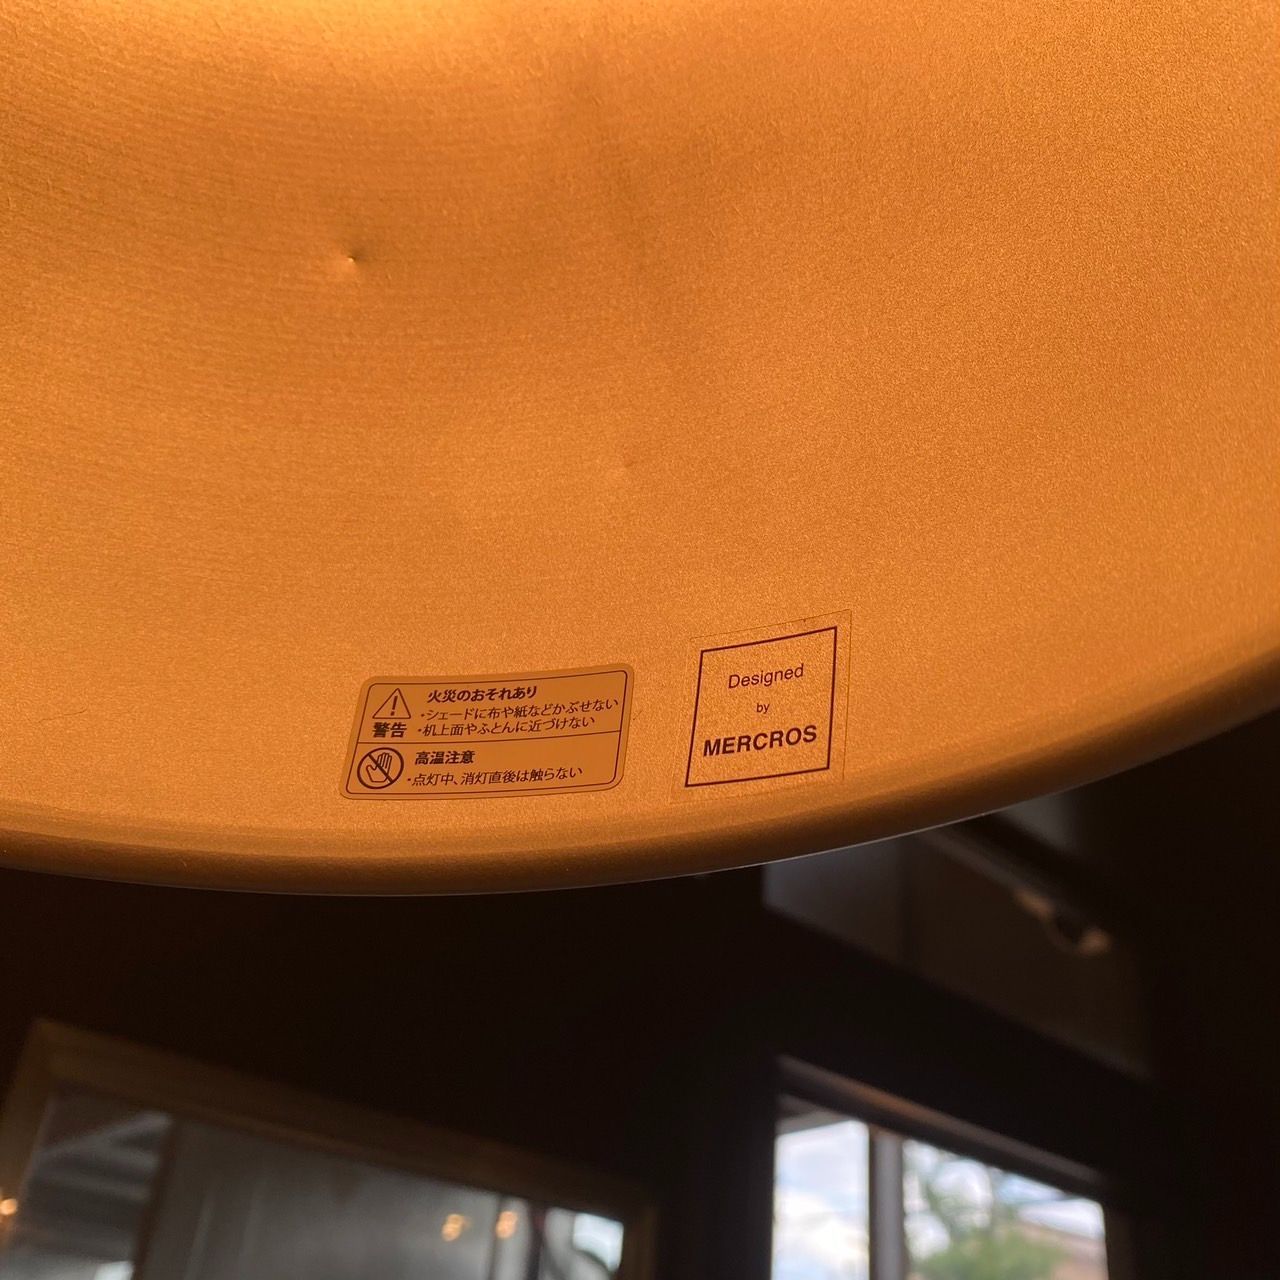 火災のおそれあり
・シェードに布や紙などかぶせない
・机上面やふとんに近づけない
警告
高温注意
・点灯中、消灯直後は触らない
Designed
by
MERCROS